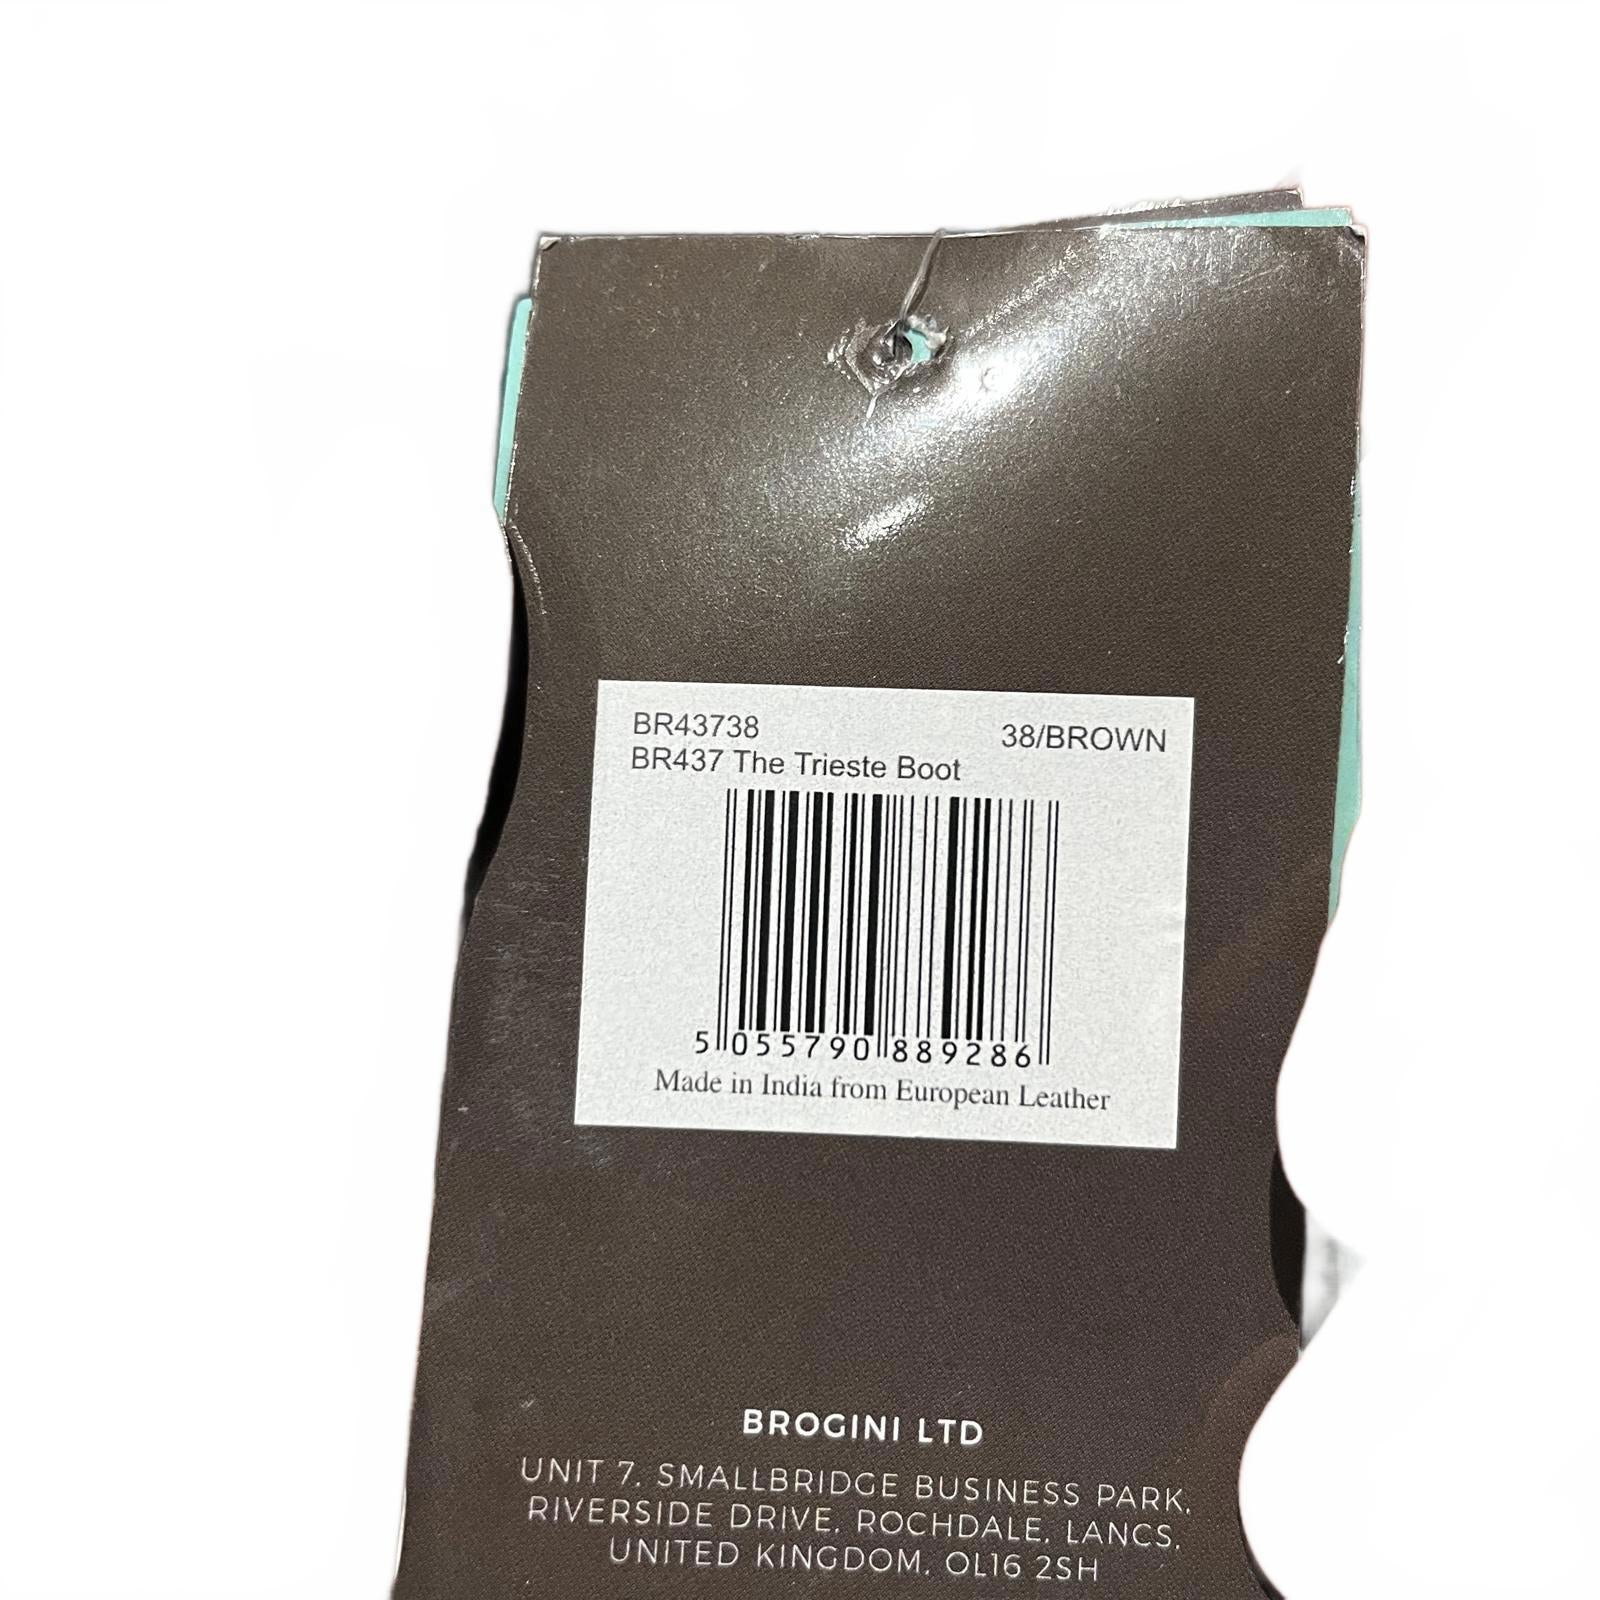 BR43738 38/BROWN
BR437 The Trieste Boot
5 055790 889286
Made in India from European Leather
BROGINI LTD
UNIT 7, SMALLBRIDGE BUSINESS PARK,
RIVERSIDE DRIVE, ROCHDALE, LANCS,
UNITED KINGDOM, OL16 2SH